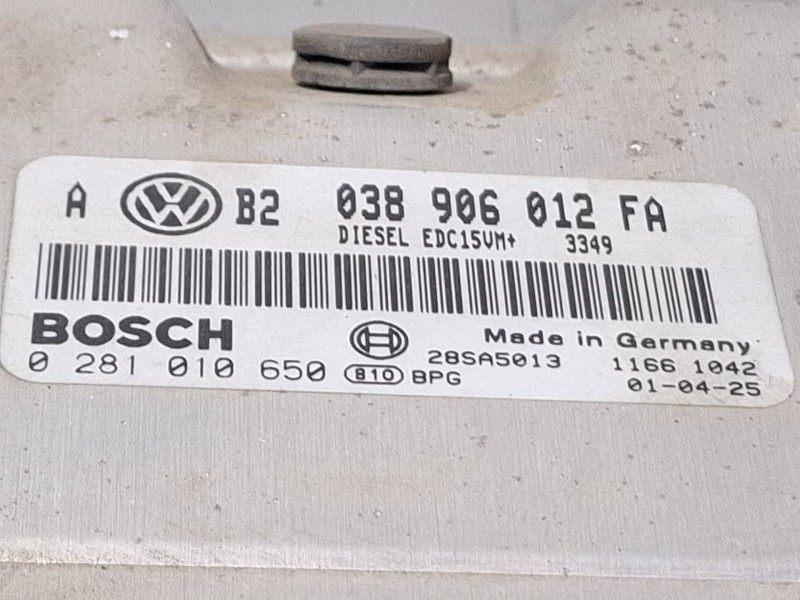 A VW B2 038 906 012 FA
DIESEL EDC15VM+ 3349
BOSCH Made in Germany
0 281 010 650 810 BPG 28SA5013 1166 1042
01-04-25